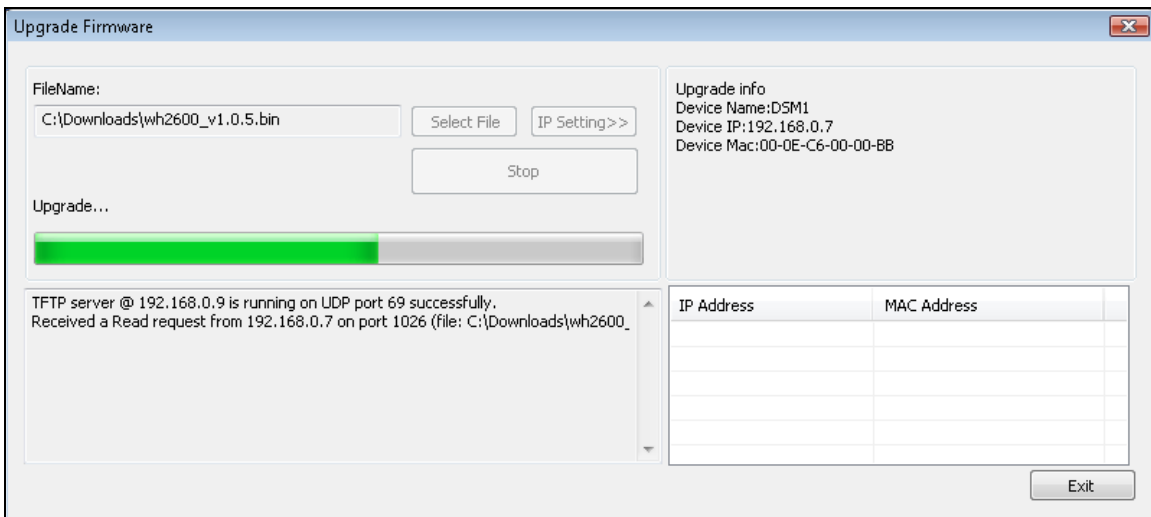 Upgrade Firmware
FileName:
C:\Downloads\wh2600_v1.0.5.bin
Select File
IP Setting>>
Stop
Upgrade...
Upgrade info
Device Name:DSM1
Device IP:192.168.0.7
Device Mac:00-0E-C6-00-00-BB
TFTP server @ 192.168.0.9 is running on UDP port 69 successfully.
Received a Read request from 192.168.0.7 on port 1026 (file: C:\Downloads\wh2600_
IP Address
MAC Address
Exit